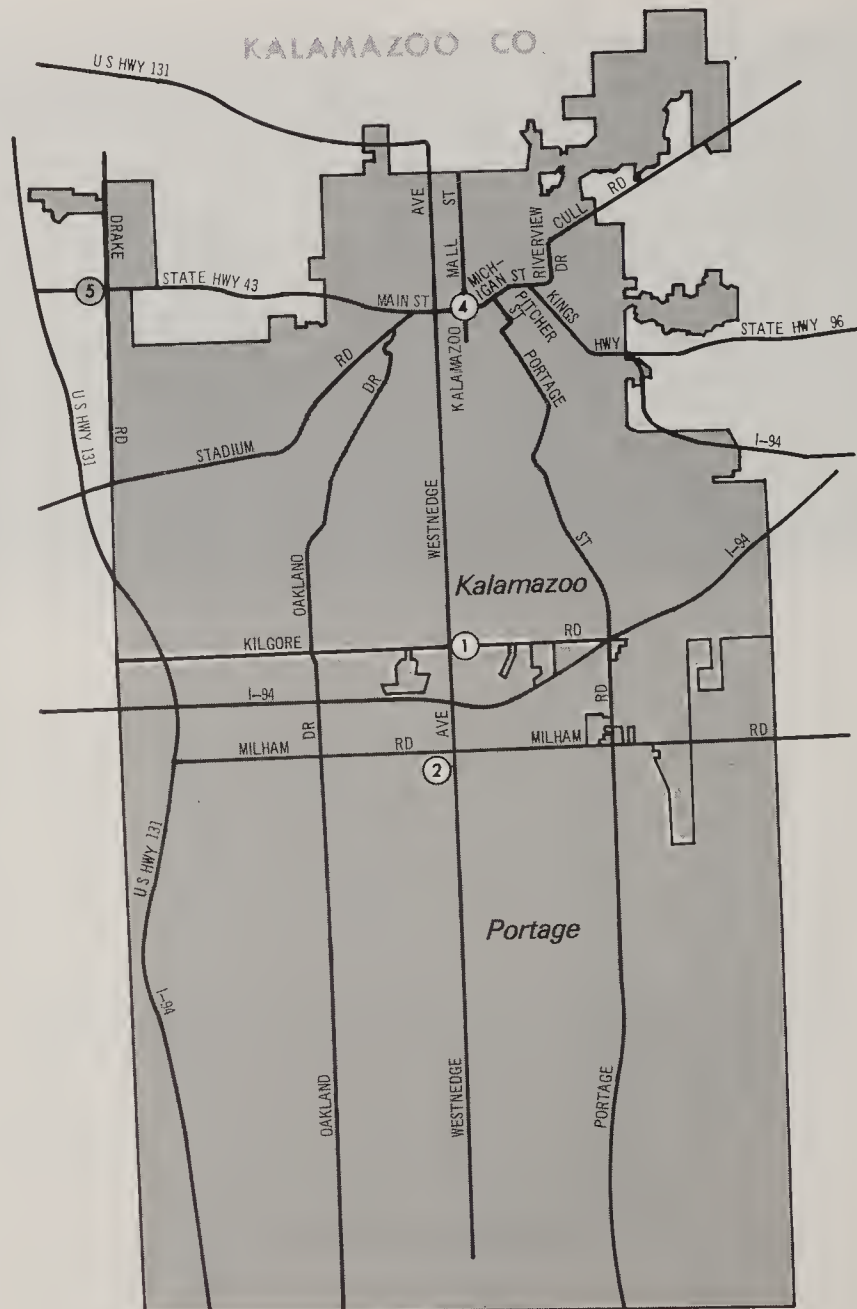 KALAMAZOO CO.
U S HWY 131
AVE
ST
MALL
DRAKE
RD
5
STATE HWY 43
MAIN ST
4
MICH-
IGAN ST
RIVERVIEW
DR
CULL RD
PITCHER
ST
KINGS
HWY
STATE HWY 96
KALAMAZOO
PORTAGE
ST
RD
DR
U S HWY 131
STADIUM
I-94
WESTNEDGE
OAKLAND
I-94
Kalamazoo
KILGORE
1
RD
I-94
DR
AVE
RD
MILHAM
RD
MILHAM
RD
2
U S HWY 131
Portage
I-94
OAKLAND
WESTNEDGE
PORTAGE